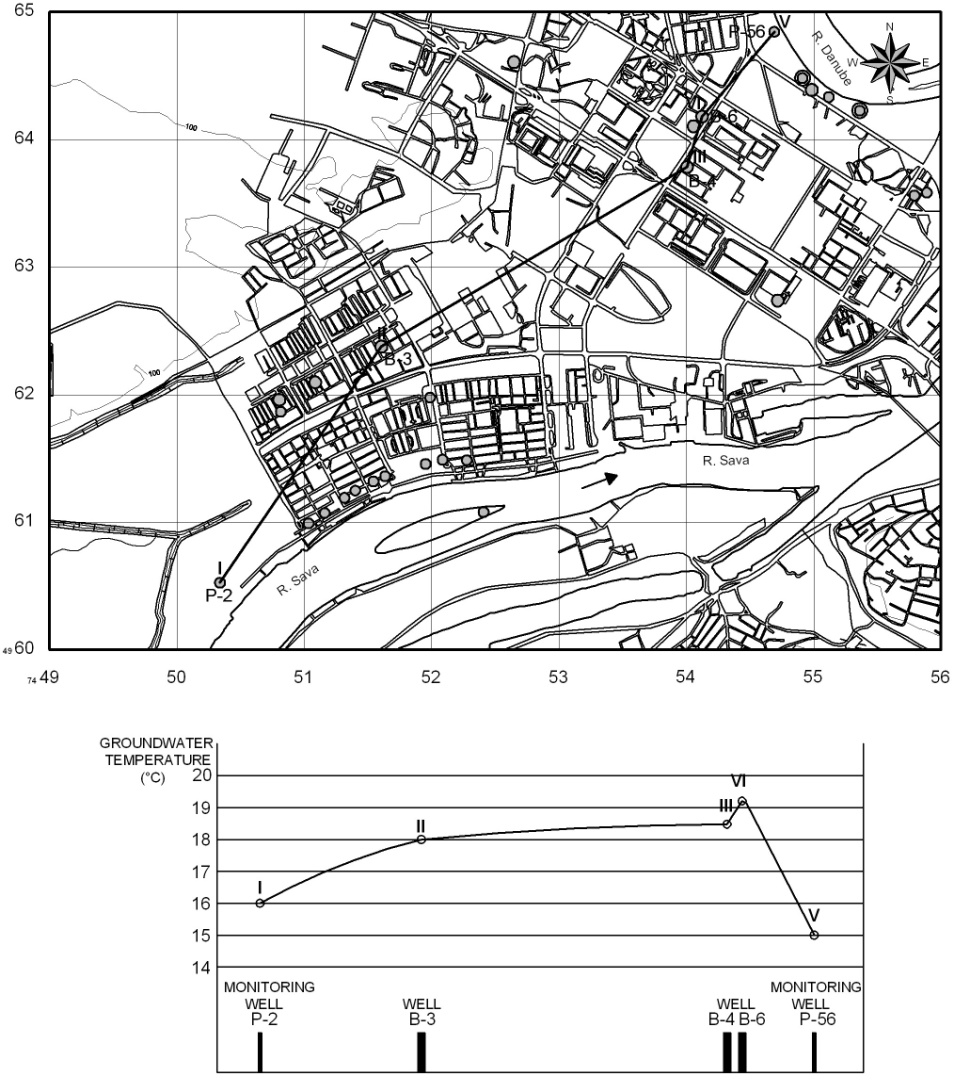 65
64
63
62
61
49 60
74 49
50
51
52
53
54
55
56
N
W
E
S
P-56
V
R. Danube
100
B-6
III
B-4
II
B-3
100
R. Sava
I
P-2
R. Sava
GROUNDWATER
TEMPERATURE
(°C)
20
19
18
17
16
15
14
I
II
III
VI
V
MONITORING
WELL
P-2
WELL
B-3
WELL
B-4 B-6
MONITORING
WELL
P-56